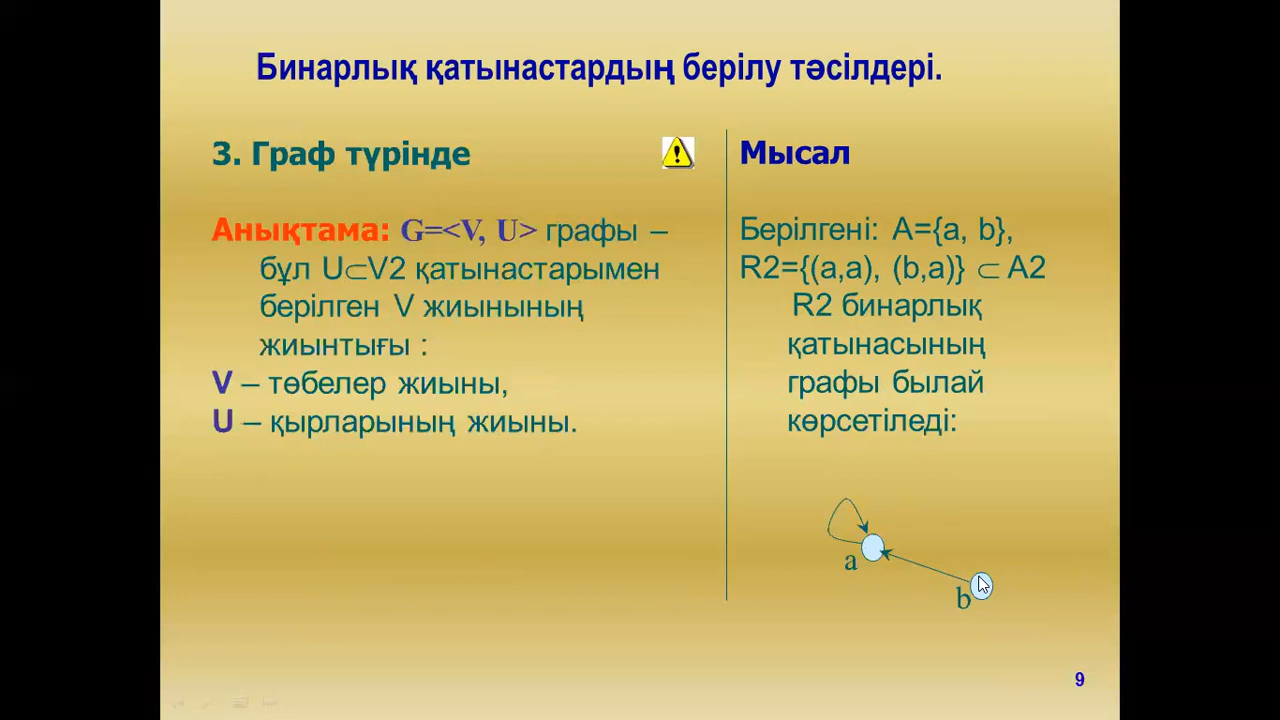 Бинарлық қатынастардың берілу тәсілдері.
3. Граф түрінде
Анықтама: G=<V, U> графы –
бұл U⊂V2 қатынастарымен
берілген V жиынының
жиынтығы :
V – төбелер жиыны,
U – қырларының жиыны.
Мысал
Берілгені: A={a, b},
R2={(a,a), (b,a)} ⊂ A2
R2 бинарлық
қатынасының
графы былай
көрсетіледі:
a
b
9